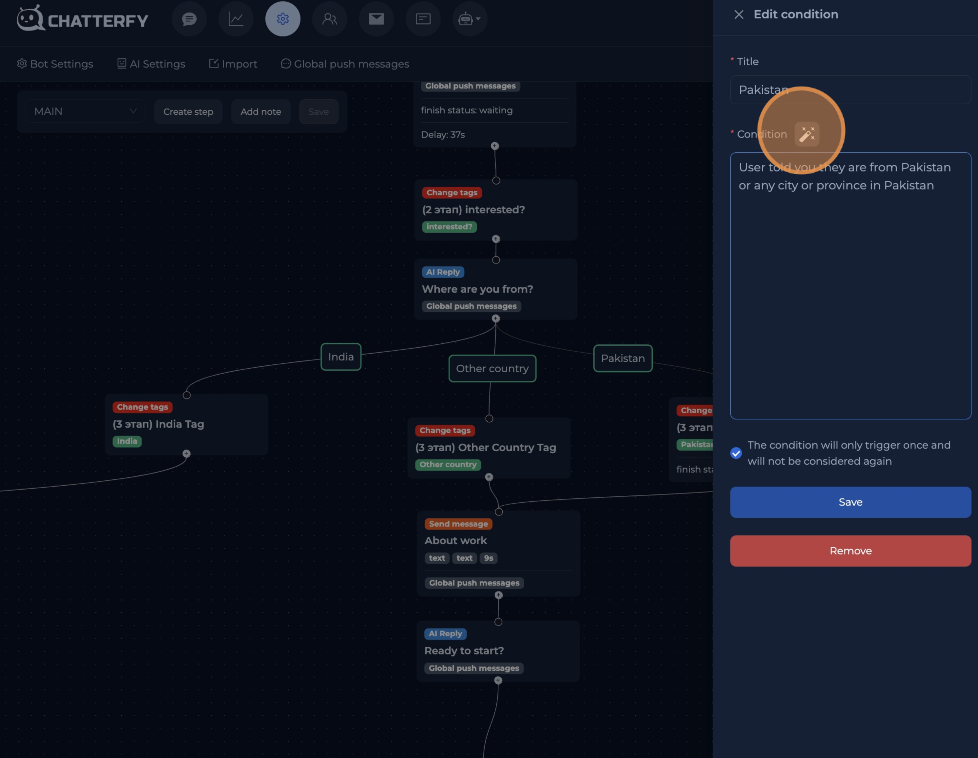 CHATTERFY
Bot Settings
AI Settings
Import
Global push messages
MAIN
Create step
Add note
Save
Global push messages
finish status: waiting
Delay: 37s
Change tags
(2 этап) interested?
Interested?
AI Reply
Where are you from?
Global push messages
India
Other country
Pakistan
Change tags
(3 этап) India Tag
India
Change tags
(3 этап) Other Country Tag
Other country
Change
(3
Pakistan
finish
Send message
About work
text text 9s
Global push messages
AI Reply
Ready to start?
Global push messages
Edit condition
* Title
Pakistan
* Condition
User told you they are from Pakistan
or any city or province in Pakistan
The condition will only trigger once and
will not be considered again
Save
Remove